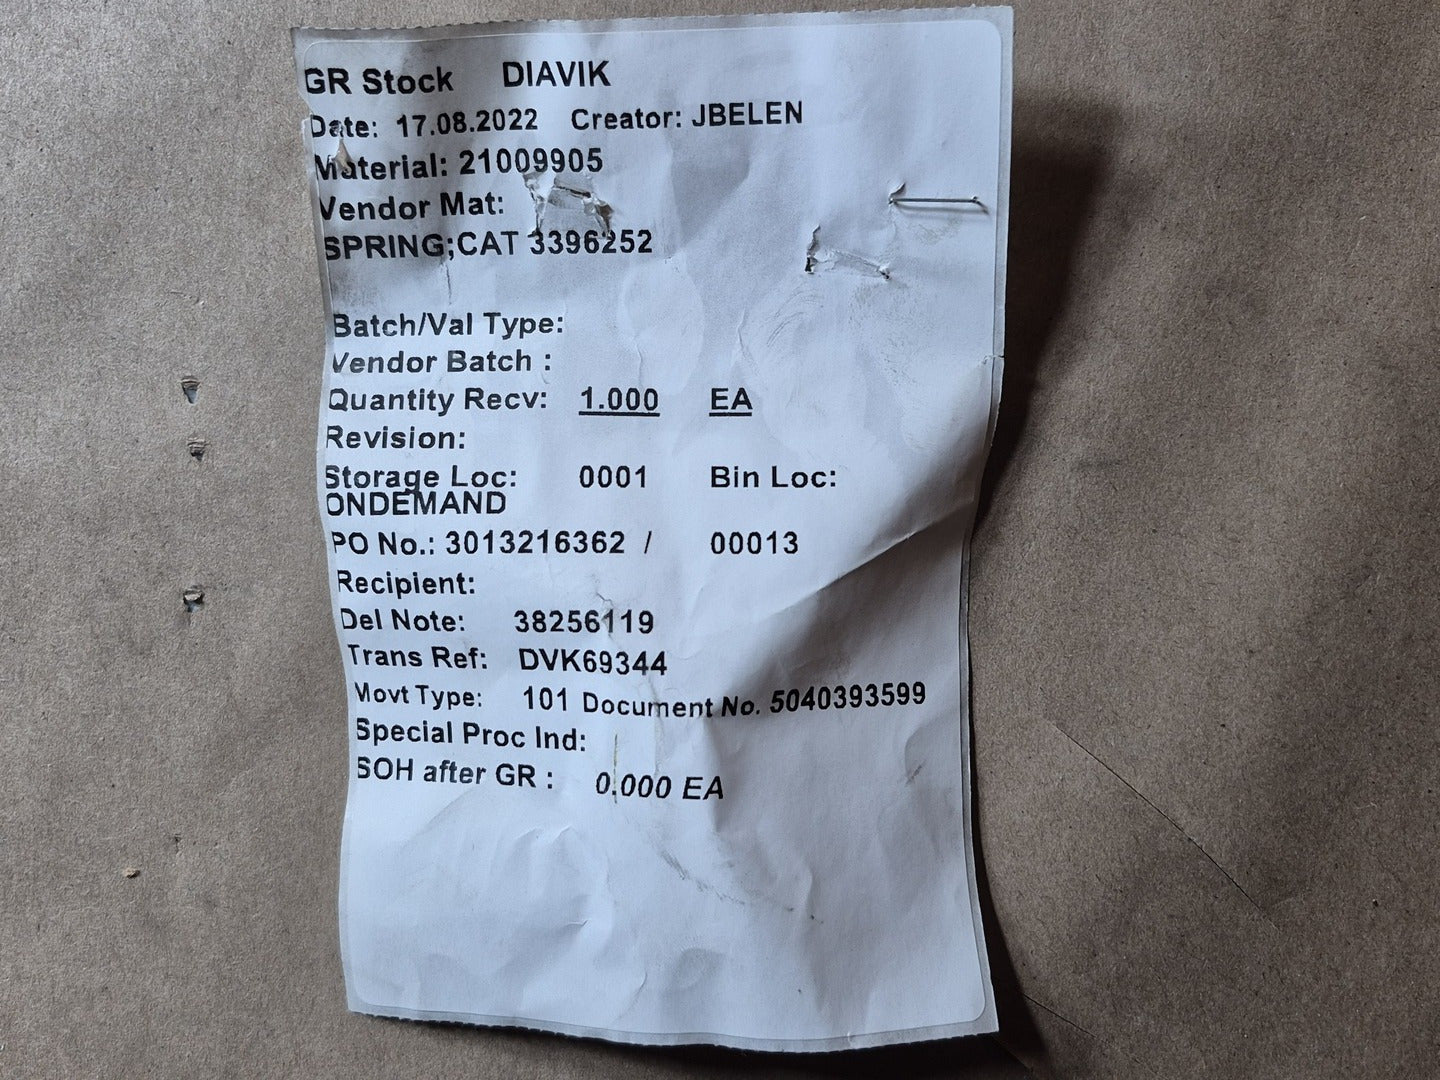 GR Stock DIAVIK
Date: 17.08.2022 Creator: JBELEN
Material: 21009905
Vendor Mat:
SPRING;CAT 3396252
Batch/Val Type:
Vendor Batch :
Quantity Recv: 1.000 EA
Revision:
Storage Loc: 0001 Bin Loc:
ONDEMAND
PO No.: 3013216362 / 00013
Recipient:
Del Note: 38256119
Trans Ref: DVK69344
Movt Type: 101 Document No. 5040393599
Special Proc Ind:
SOH after GR : 0.000 EA